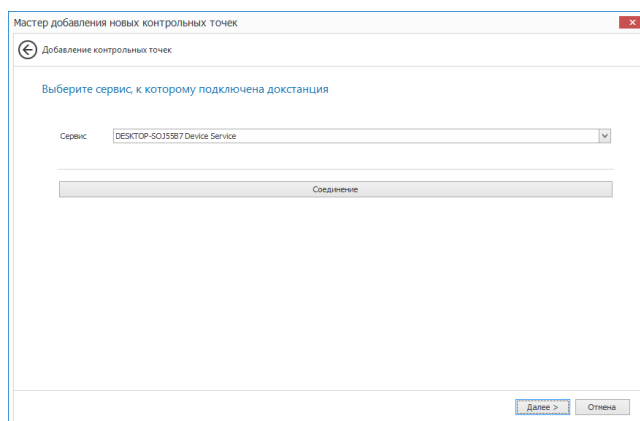 Мастер добавления новых контрольных точек
Добавление контрольных точек
Выберите сервис, к которому подключена докстанция
Сервис DESKTOP-SOJ55B7 Device Service
Соединение
Далее > Отмена